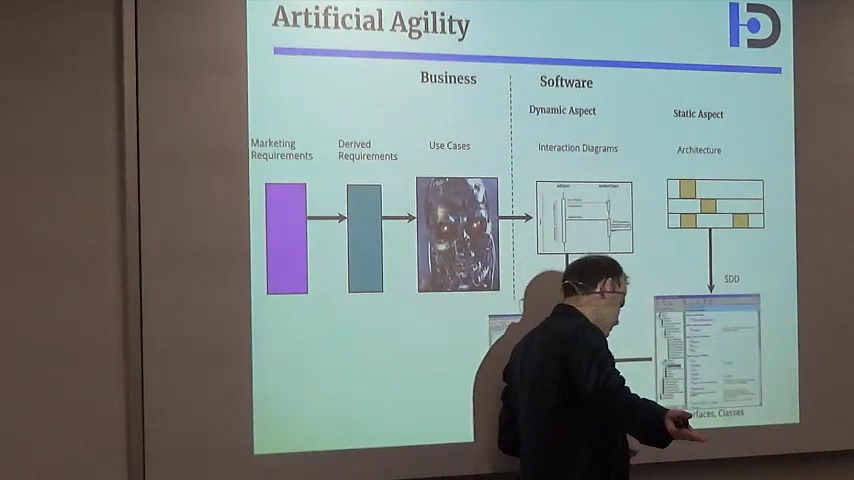 Artificial Agility
Business
Software
Dynamic Aspect
Static Aspect
Marketing
Requirements
Derived
Requirements
Use Cases
Interaction Diagrams
Architecture
SDD
Classes